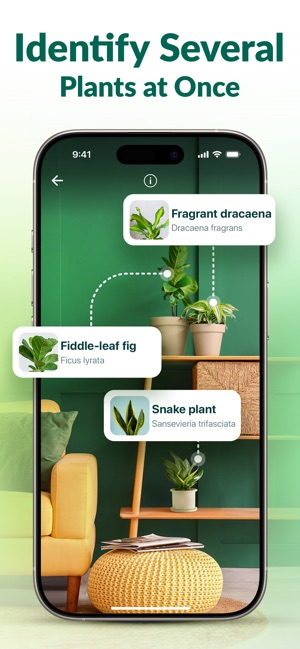 Identify Several
Plants at Once
9:41
Fragrant dracaena
Dracaena fragrans
Fiddle-leaf fig
Ficus lyrata
Snake plant
Sansevieria trifasciata